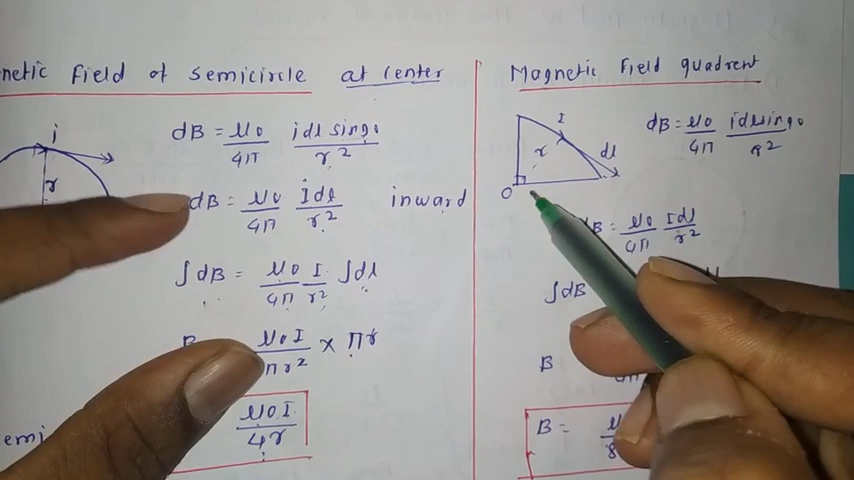 netic Field of Semicircle at center
i
r
dB = μ0/4π idl sin90/r²
dB = μ0/4π Idl/r² inward
∫dB = μ0/4π I/r² ∫dl
μ0I/πr² × πr
μ0I/4r
emi
Magnetic Field quadrent
I
r
dl
O
dB = μ0/4π idlsin90/r²
B = μ0/4π Idl/r²
∫dB
B
B =